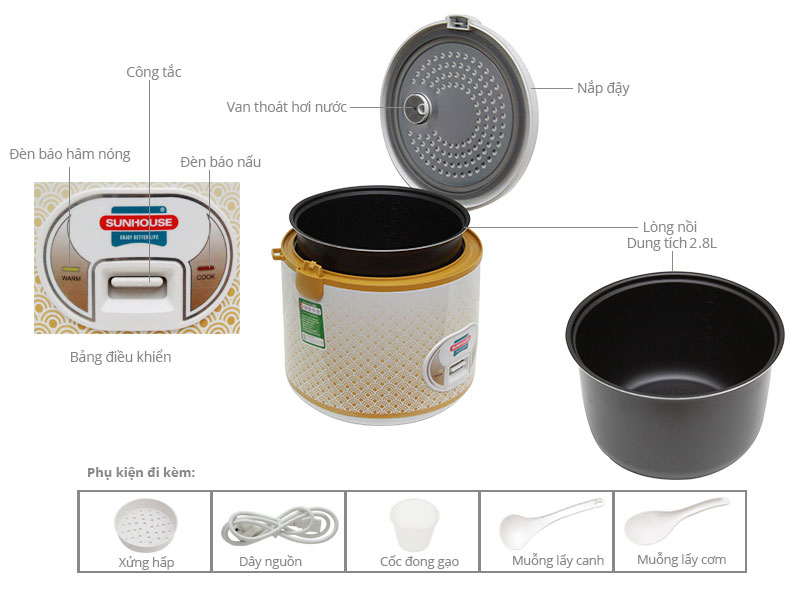 Công tắc
Van thoát hơi nước
Nắp đậy
Đèn báo hâm nóng
Đèn báo nấu
SUNHOUSE
ENJOY BETTER LIFE
WARM
COOK
Bảng điều khiển
Lòng nồi
Dung tích 2.8L
Phụ kiện đi kèm:
Xửng hấp
Dây nguồn
Cốc đong gạo
Muỗng lấy canh
Muỗng lấy cơm